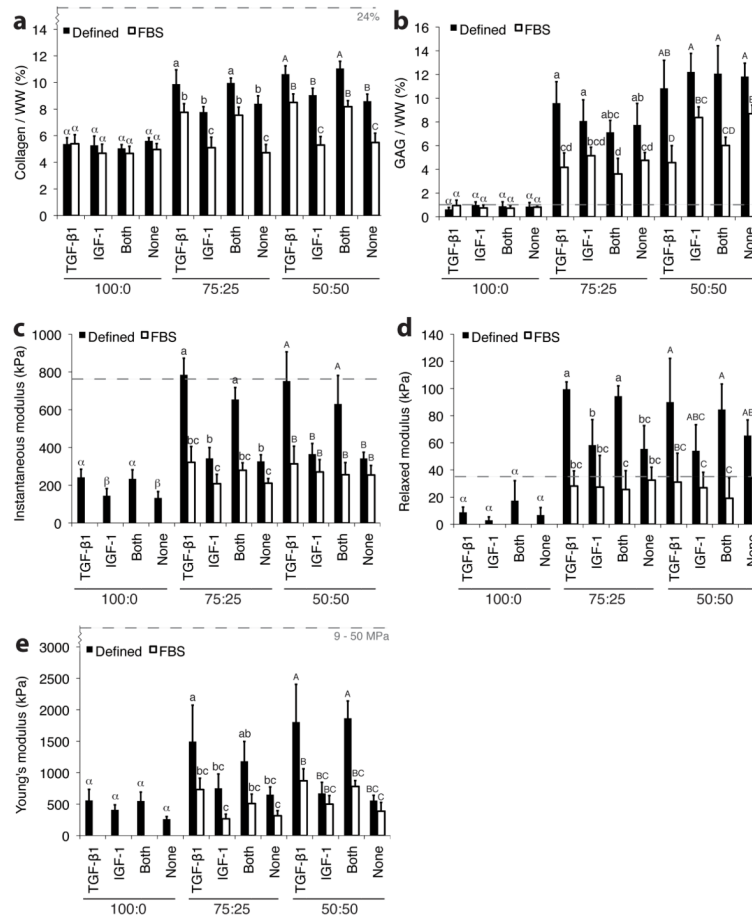 a
24%
■ Defined □ FBS
Collagen / WW (%)
14
12
10
8
6
4
2
0
α α α α α α α α
a b b c a b a c
A B B C A B B C
TGF-β1 IGF-1 Both None TGF-β1 IGF-1 Both None TGF-β1 IGF-1 Both None
100:0 75:25 50:50
b
■ Defined □ FBS
GAG / WW (%)
16
14
12
10
8
6
4
2
0
α α α α α α α α
a cd a bcd abc d ab cd
AB D A BC A CD A
TGF-β1 IGF-1 Both None TGF-β1 IGF-1 Both None TGF-β1 IGF-1 Both None
100:0 75:25 50:50
c
■ Defined □ FBS
Instantaneous modulus (kPa)
1000
800
600
400
200
0
α β α β
a bc b c a bc b c
A B B B A B B B
TGF-β1 IGF-1 Both None TGF-β1 IGF-1 Both None TGF-β1 IGF-1 Both None
100:0 75:25 50:50
d
■ Defined □ FBS
Relaxed modulus (kPa)
140
120
100
80
60
40
20
0
α α α α
a bc b bc a c bc bc
A BC ABC C A C
TGF-β1 IGF-1 Both None TGF-β1 IGF-1 Both None TGF-β1 IGF-1 Both None
100:0 75:25 50:50
e
9 - 50 MPa
■ Defined □ FBS
Young's modulus (kPa)
3000
2500
2000
1500
1000
500
0
α α α α
a bc bc c ab bc bc c
A B BC BC A BC BC C
TGF-β1 IGF-1 Both None TGF-β1 IGF-1 Both None TGF-β1 IGF-1 Both None
100:0 75:25 50:50